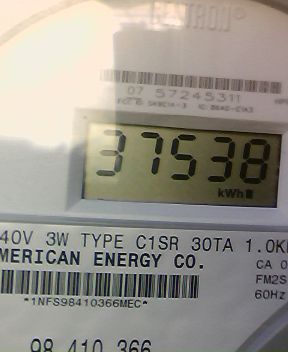 07 57245311
37538
kWh
40V 3W TYPE C1SR 30TA 1.0K
MERICAN ENERGY CO.
CA 0
*1NFS98410366MEC*
FM2S
60Hz
98 410 366